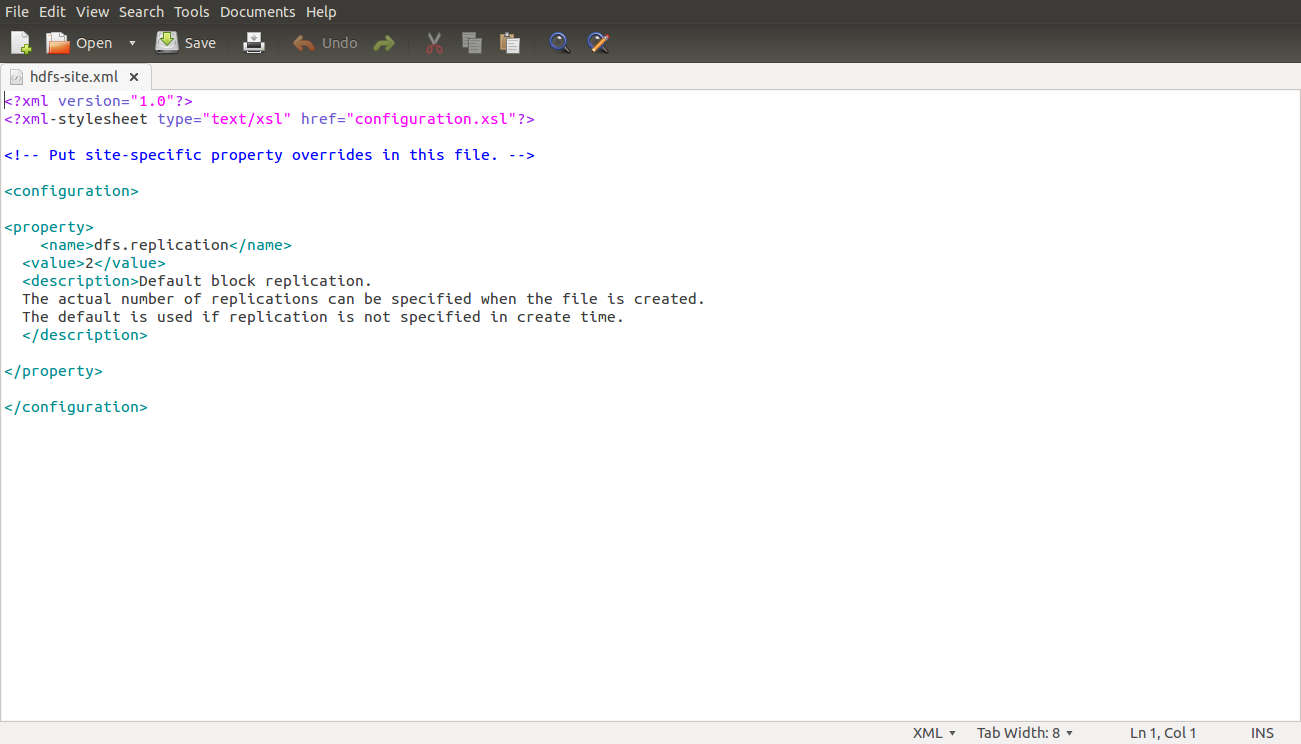 File Edit View Search Tools Documents Help
Open Save Undo
hdfs-site.xml
<?xml version="1.0"?>
<?xml-stylesheet type="text/xsl" href="configuration.xsl"?>
<!-- Put site-specific property overrides in this file. -->
<configuration>
<property>
    <name>dfs.replication</name>
  <value>2</value>
  <description>Default block replication.
  The actual number of replications can be specified when the file is created.
  The default is used if replication is not specified in create time.
  </description>
</property>
</configuration>
XML Tab Width: 8 Ln 1, Col 1 INS